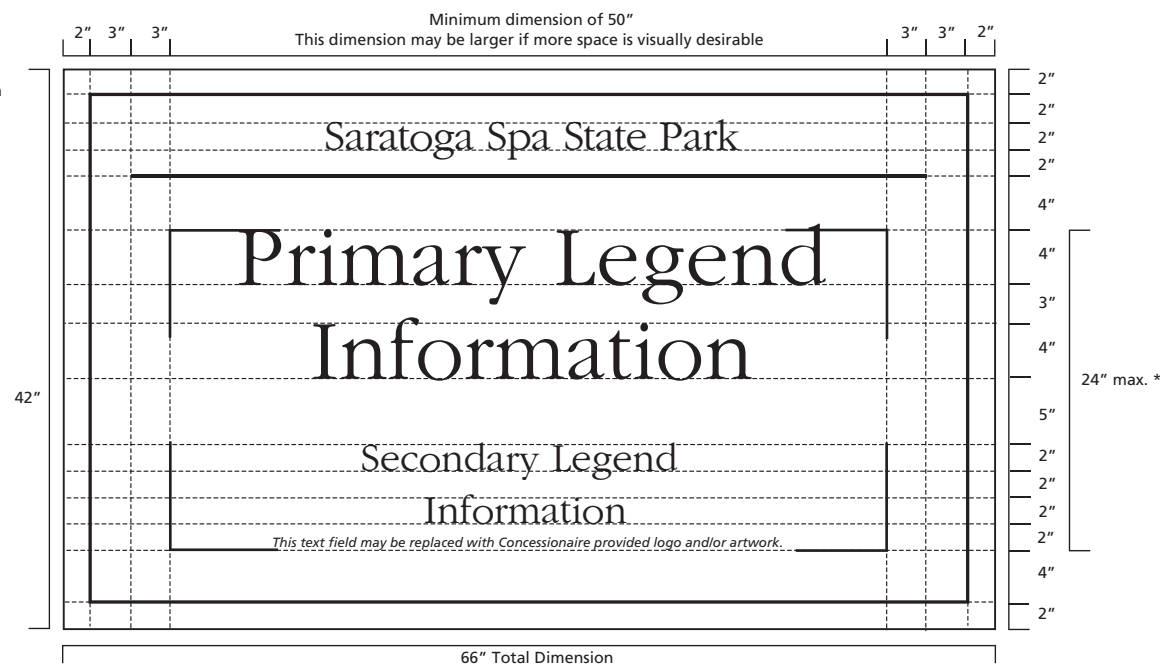 Minimum dimension of 50”
2” 3” 3” This dimension may be larger if more space is visually desirable 3” 3” 2”
2”
2”
Saratoga Spa State Park 2”
2”
4”
Primary Legend 4”
3”
Information 4”
42” 24” max. *
5”
Secondary Legend 2”
2”
Information 2”
This text field may be replaced with Concessionaire provided logo and/or artwork. 2”
4”
2”
66” Total Dimension